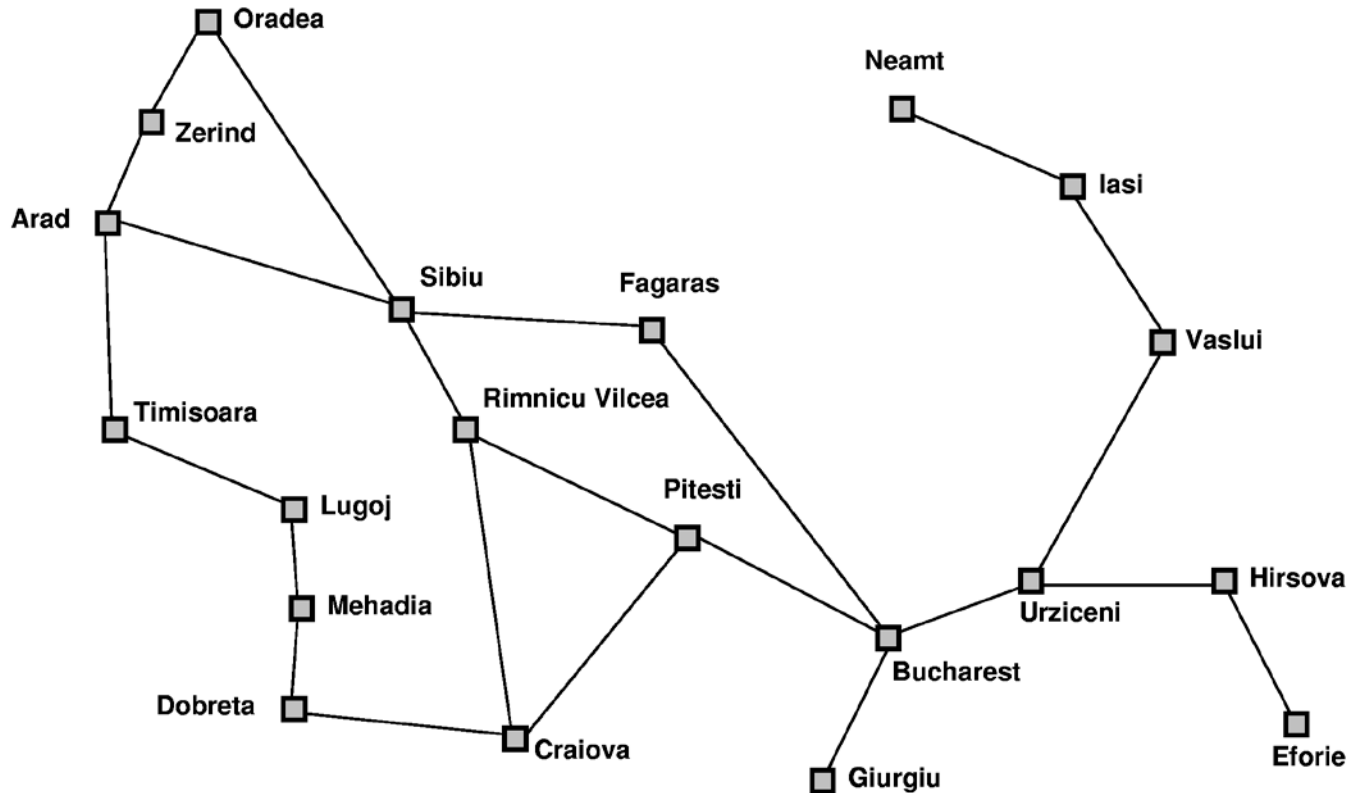 Oradea
Neamt
Zerind
Iasi
Arad
Sibiu
Fagaras
Vaslui
Timisoara
Rimnicu Vilcea
Pitesti
Lugoj
Hirsova
Mehadia
Urziceni
Bucharest
Dobreta
Craiova
Eforie
Giurgiu